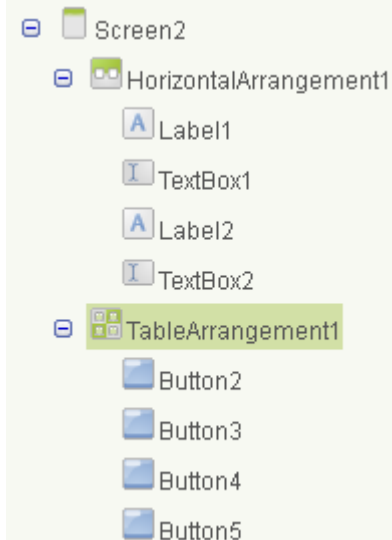 Screen2
HorizontalArrangement1
A Label1
TextBox1
A Label2
TextBox2
TableArrangement1
Button2
Button3
Button4
Button5